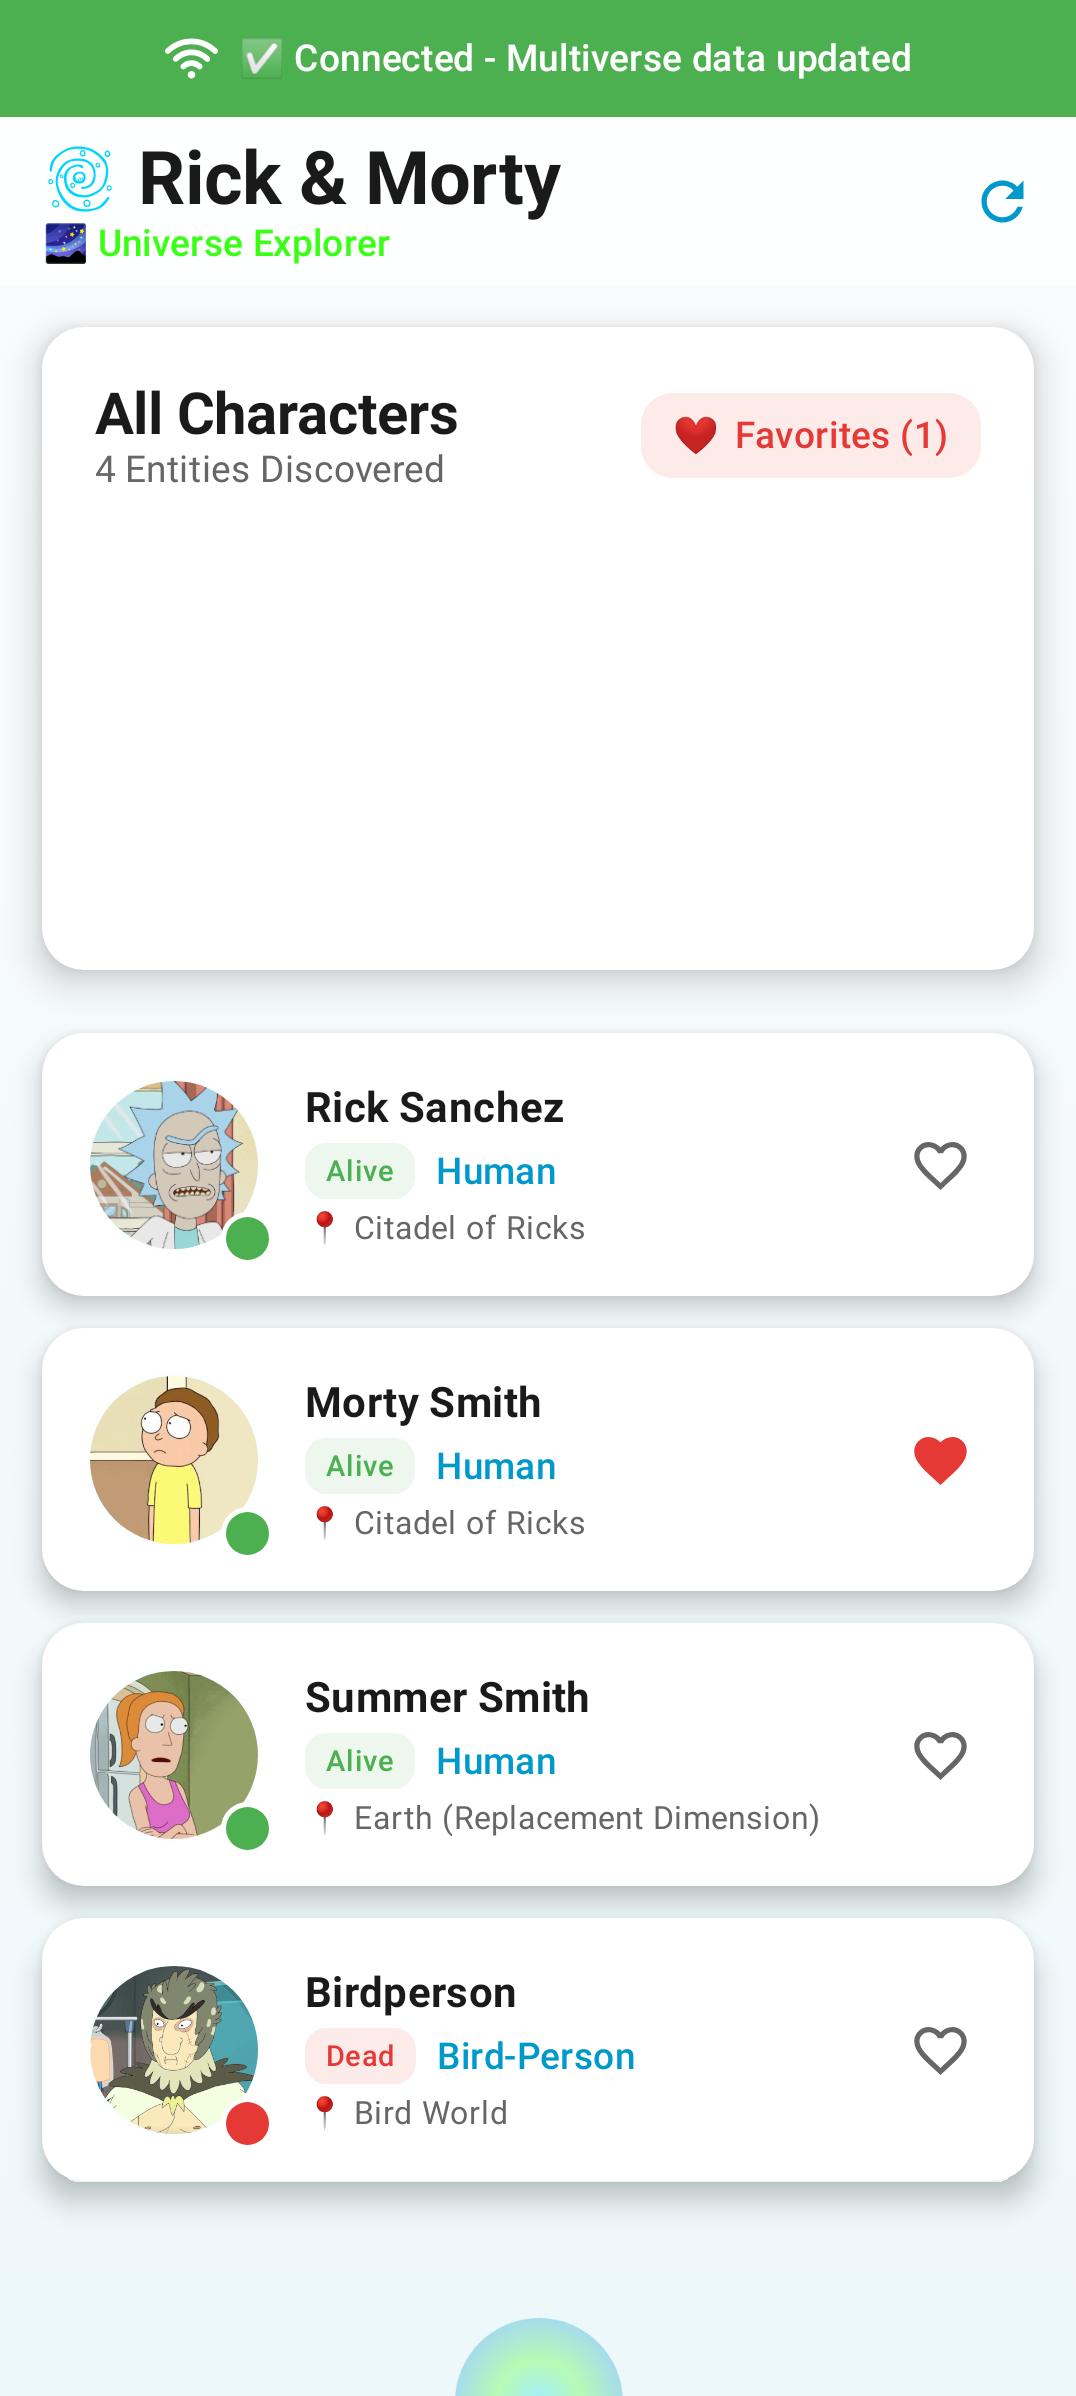 ✅ Connected - Multiverse data updated
🌀 Rick & Morty
🌌 Universe Explorer
All Characters
4 Entities Discovered
❤️ Favorites (1)
Rick Sanchez
Alive Human
📍 Citadel of Ricks
Morty Smith
Alive Human
📍 Citadel of Ricks
Summer Smith
Alive Human
📍 Earth (Replacement Dimension)
Birdperson
Dead Bird-Person
📍 Bird World